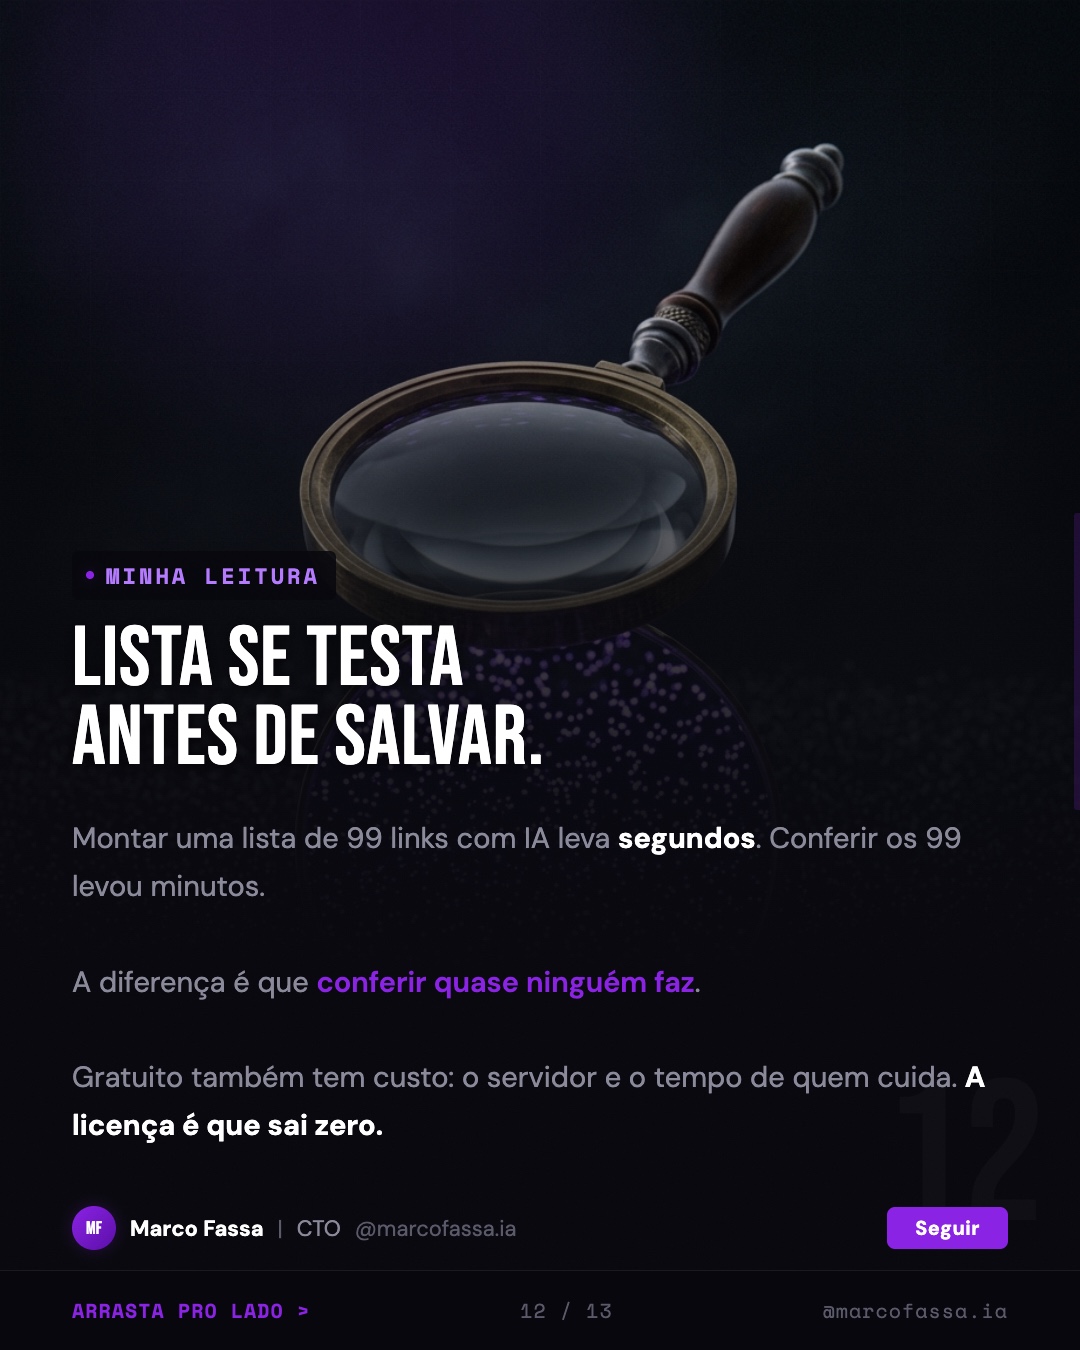 • MINHA LEITURA
LISTA SE TESTA
ANTES DE SALVAR.
Montar uma lista de 99 links com IA leva segundos. Conferir os 99
levou minutos.
A diferença é que conferir quase ninguém faz.
Gratuito também tem custo: o servidor e o tempo de quem cuida. A
licença é que sai zero.
12
MF Marco Fassa | CTO @marcofassa.ia Seguir
ARRASTA PRO LADO > 12 / 13 @marcofassa.ia